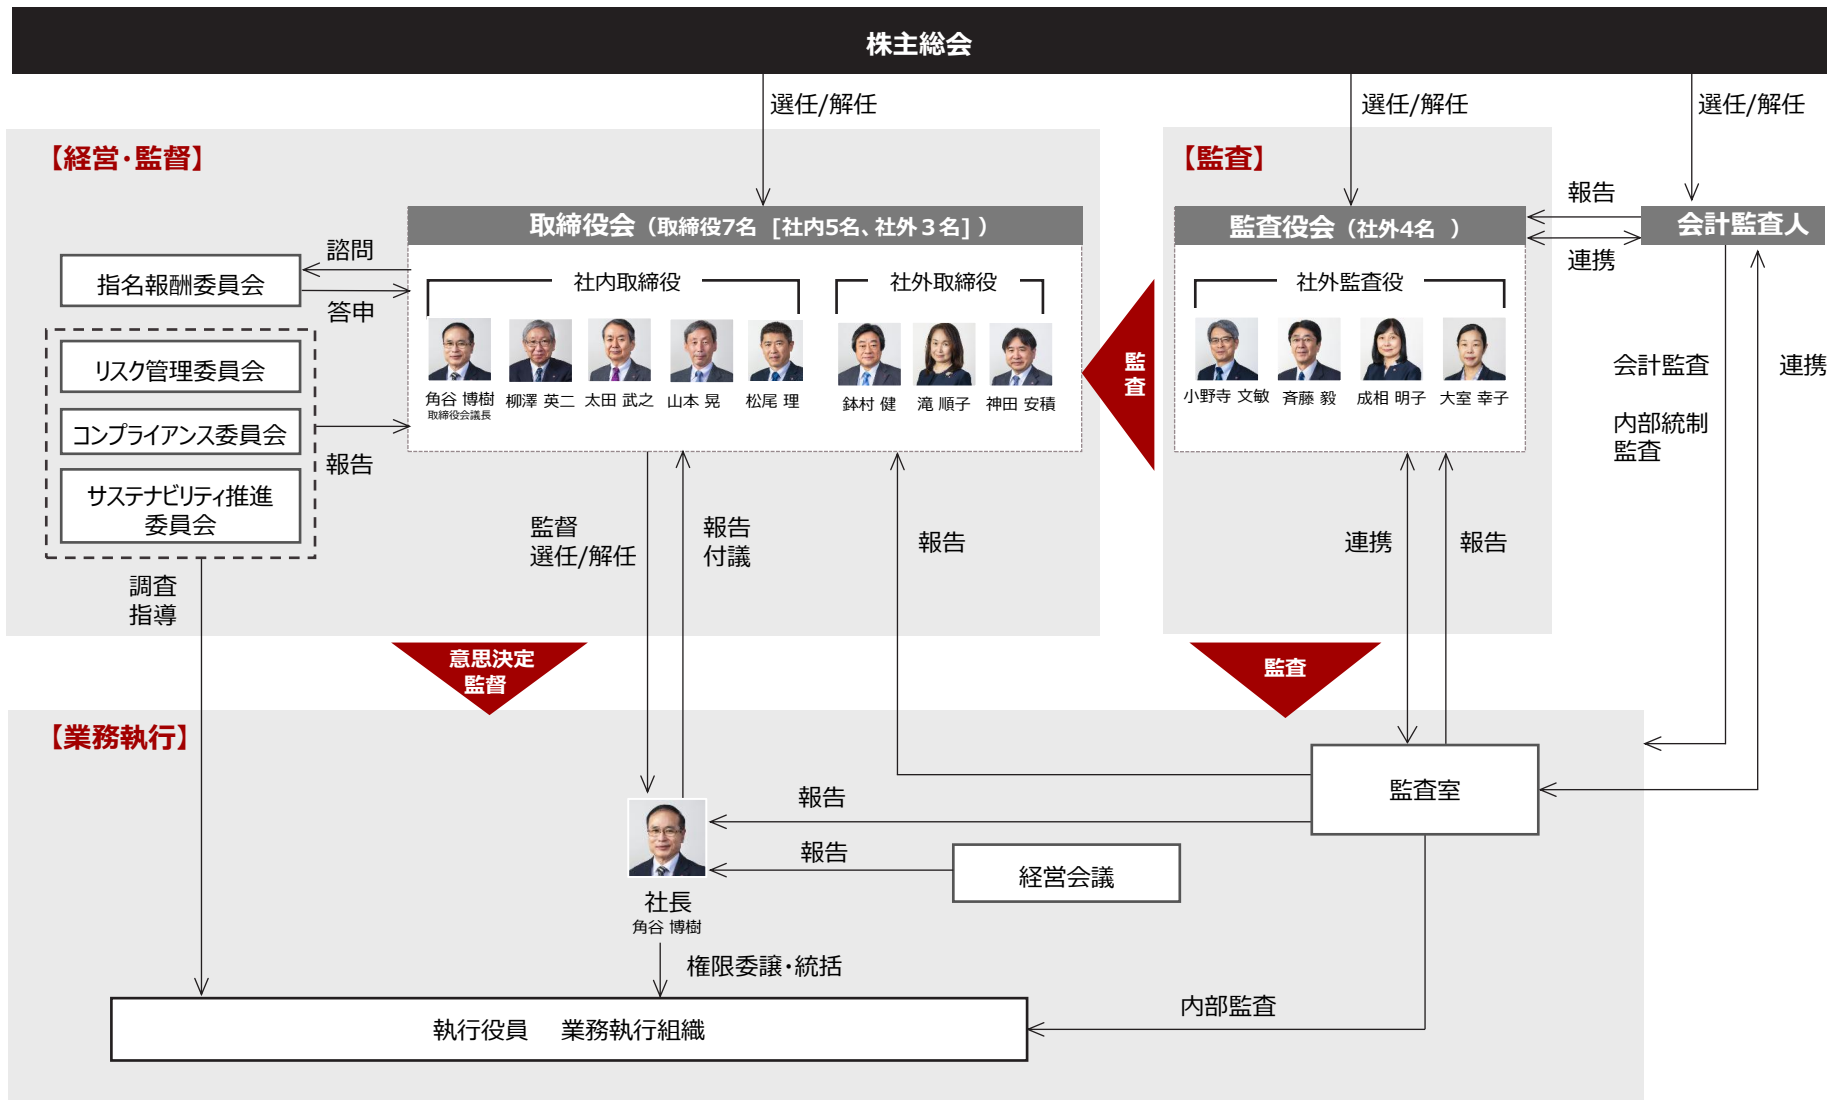 株主総会
選任/解任
選任/解任
選任/解任
【経営・監督】
【監査】
取締役会（取締役7名 [社内5名、社外３名] ）
監査役会（社外4名 ）
会計監査人
報告
連携
諮問
答申
指名報酬委員会
リスク管理委員会
コンプライアンス委員会
サステナビリティ推進
委員会
報告
社内取締役
社外取締役
角谷 博樹
取締役会議長
柳澤 英二
太田 武之
山本 晃
松尾 理
鉢村 健
滝 順子
神田 安積
監査
社外監査役
小野寺 文敏
斉藤 毅
成相 明子
大室 幸子
会計監査
内部統制
監査
連携
調査
指導
監督
選任/解任
報告
付議
報告
連携
報告
意思決定
監督
監査
【業務執行】
監査室
報告
報告
経営会議
社長
角谷 博樹
権限委譲・統括
内部監査
執行役員　業務執行組織